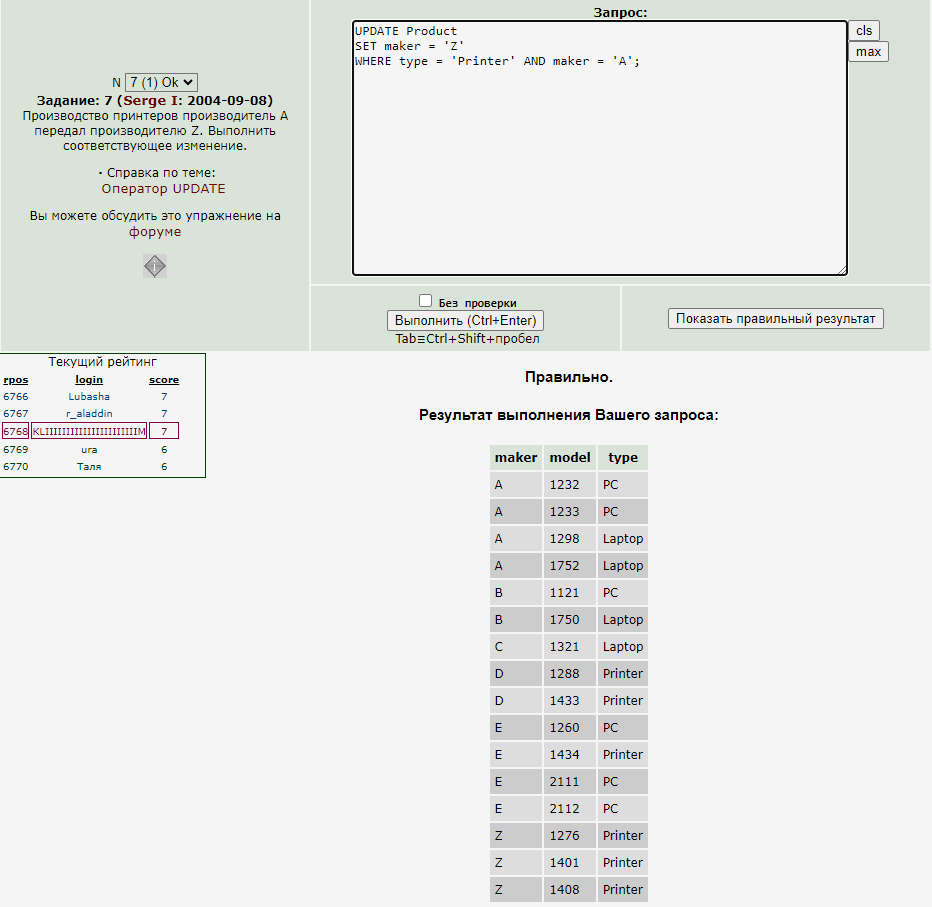 N 7 (1) Ok
Задание: 7 (Serge I: 2004-09-08)
Производство принтеров производитель A
передал производителю Z. Выполнить
соответствующее изменение.
· Справка по теме:
Оператор UPDATE
Вы можете обсудить это упражнение на
форуме
Запрос:
UPDATE Product
SET maker = 'Z'
WHERE type = 'Printer' AND maker = 'A';
cls
max
Без проверки
Выполнить (Ctrl+Enter)
Tab≡Ctrl+Shift+пробел
Показать правильный результат
Текущий рейтинг
rpos login score
6766 Lubasha 7
6767 r_aladdin 7
6768 7
6769 ura 6
6770 Таля 6
Правильно.
Результат выполнения Вашего запроса:
maker model type
A 1232 PC
A 1233 PC
A 1298 Laptop
A 1752 Laptop
B 1121 PC
B 1750 Laptop
C 1321 Laptop
D 1288 Printer
D 1433 Printer
E 1260 PC
E 1434 Printer
E 2111 PC
E 2112 PC
Z 1276 Printer
Z 1401 Printer
Z 1408 Printer